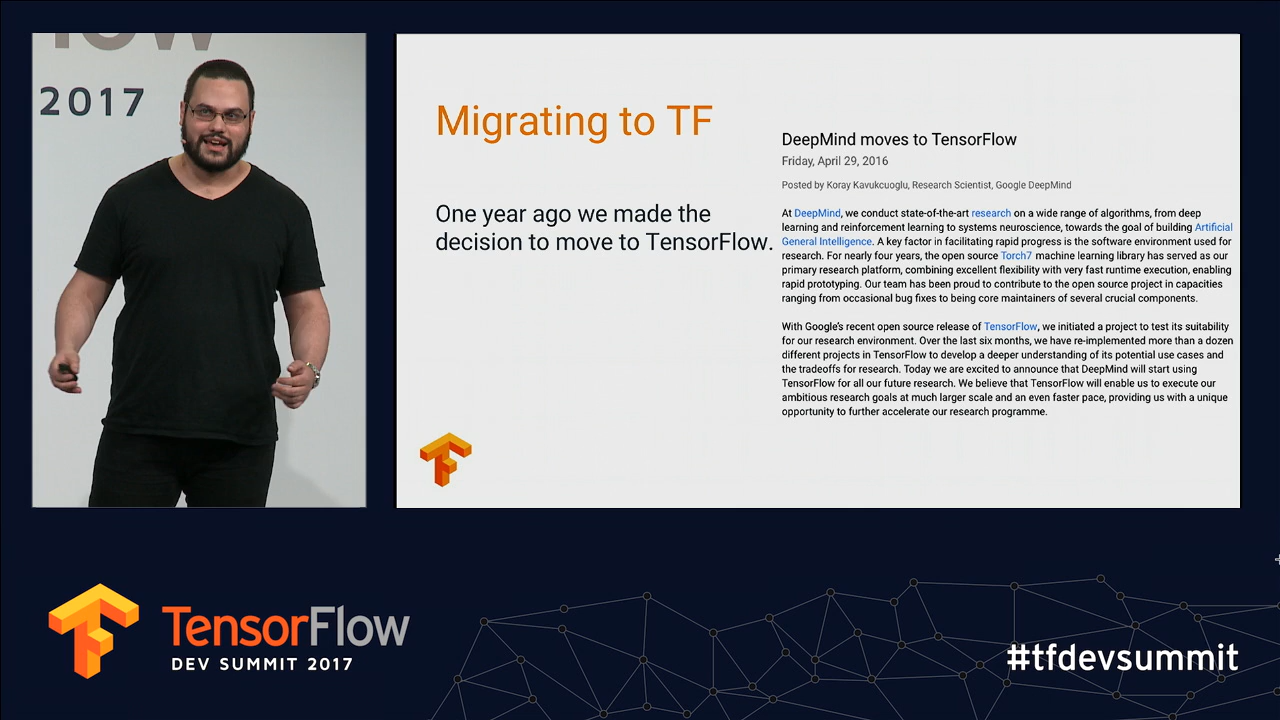 2017
Migrating to TF
One year ago we made the
decision to move to TensorFlow.
DeepMind moves to TensorFlow
Friday, April 29, 2016
Posted by Koray Kavukcuoglu, Research Scientist, Google DeepMind
At DeepMind, we conduct state-of-the-art research on a wide range of algorithms, from deep
learning and reinforcement learning to systems neuroscience, towards the goal of building Artificial
General Intelligence. A key factor in facilitating rapid progress is the software environment used for
research. For nearly four years, the open source Torch7 machine learning library has served as our
primary research platform, combining excellent flexibility with very fast runtime execution, enabling
rapid prototyping. Our team has been proud to contribute to the open source project in capacities
ranging from occasional bug fixes to being core maintainers of several crucial components.
With Google's recent open source release of TensorFlow, we initiated a project to test its suitability
for our research environment. Over the last six months, we have re-implemented more than a dozen
different projects in TensorFlow to develop a deeper understanding of its potential use cases and
the tradeoffs for research. Today we are excited to announce that DeepMind will start using
TensorFlow for all our future research. We believe that TensorFlow will enable us to execute our
ambitious research goals at much larger scale and an even faster pace, providing us with a unique
opportunity to further accelerate our research programme.
TensorFlow
DEV SUMMIT 2017
#tfdevsummit